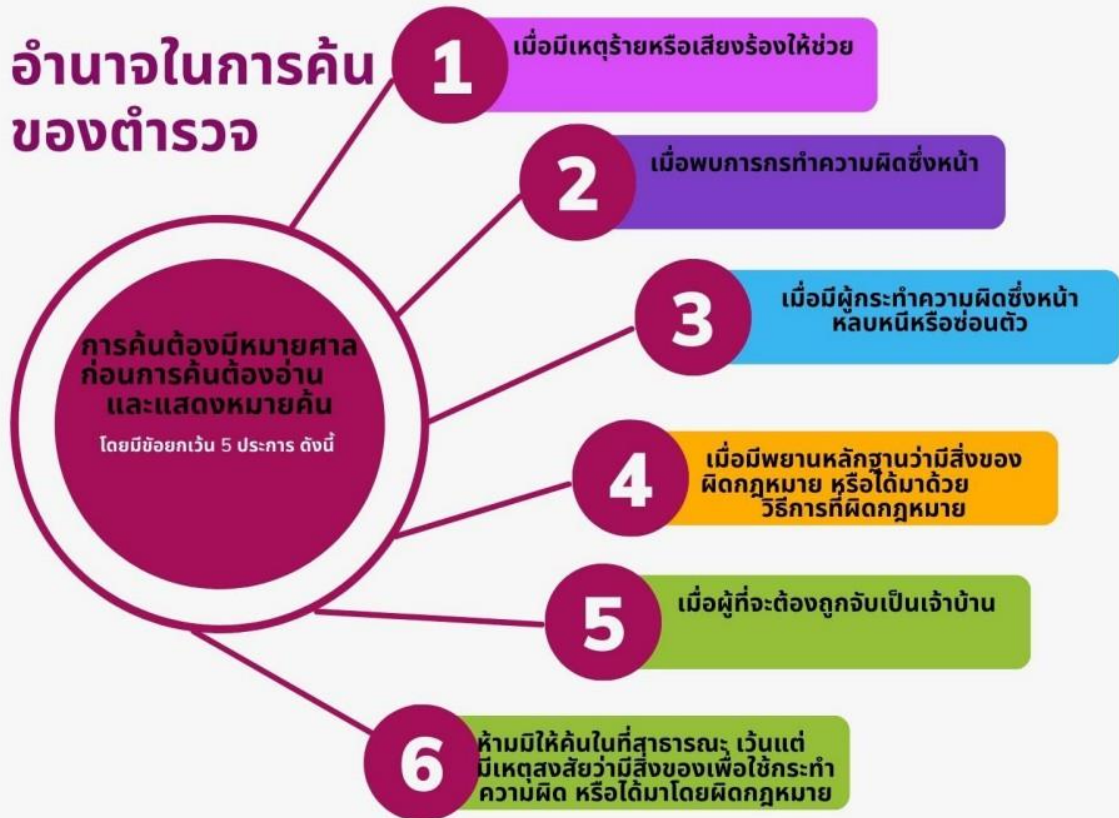 อำนาจในการค้น
ของตำรวจ
1
เมื่อมีเหตุร้ายหรือเสียงร้องให้ช่วย
2
เมื่อพบการกรทำความผิดซึ่งหน้า
3
เมื่อมีผู้กระทำความผิดซึ่งหน้า
หลบหนีหรือซ่อนตัว
การค้นต้องมีหมายศาล
ก่อนการค้นต้องอ่าน
และแสดงหมายค้น
โดยมีข้อยกเว้น 5 ประการ ดังนี้
4
เมื่อมีพยานหลักฐานว่ามีสิ่งของ
ผิดกฎหมาย หรือได้มาด้วย
วิธีการที่ผิดกฎหมาย
5
เมื่อผู้ที่จะต้องถูกจับเป็นเจ้าบ้าน
6
ห้ามมิให้ค้นในที่สาธารณะ เว้นแต่
มีเหตุสงสัยว่ามีสิ่งของเพื่อใช้กระทำ
ความผิด หรือได้มาโดยผิดกฎหมาย